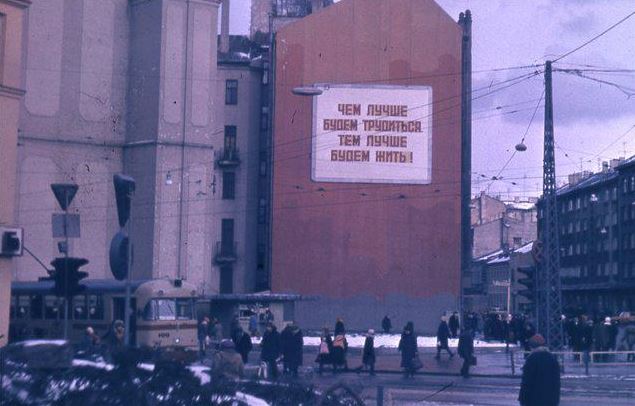 ЧЕМ ЛУЧШЕ
БУДЕМ ТРУДИТЬСЯ,
ТЕМ ЛУЧШЕ
БУДЕМ ЖИТЬ!